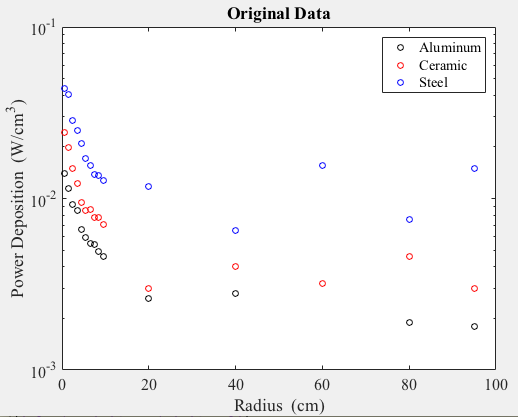 Original Data
Aluminum
Ceramic
Steel
Power Deposition (W/cm^3)
10^-1
10^-2
10^-3
0 20 40 60 80 100
Radius (cm)